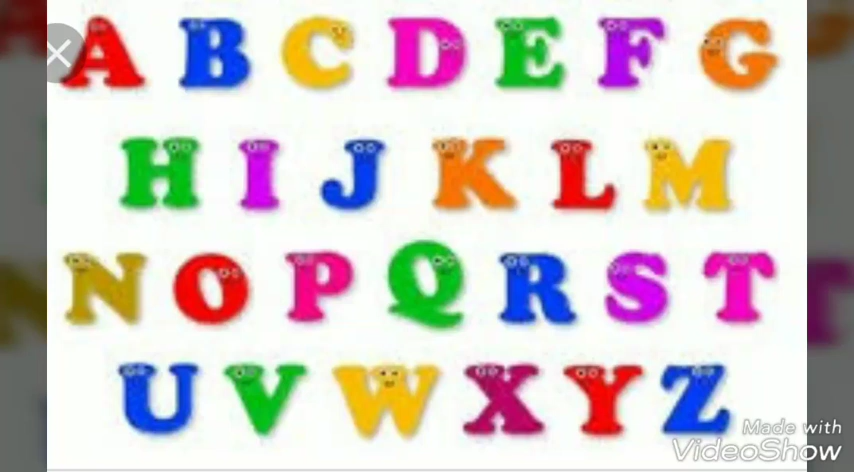 A B C D E F G
H I J K L M
N O P Q R S T
U V W X Y Z
Made with
VideoShow